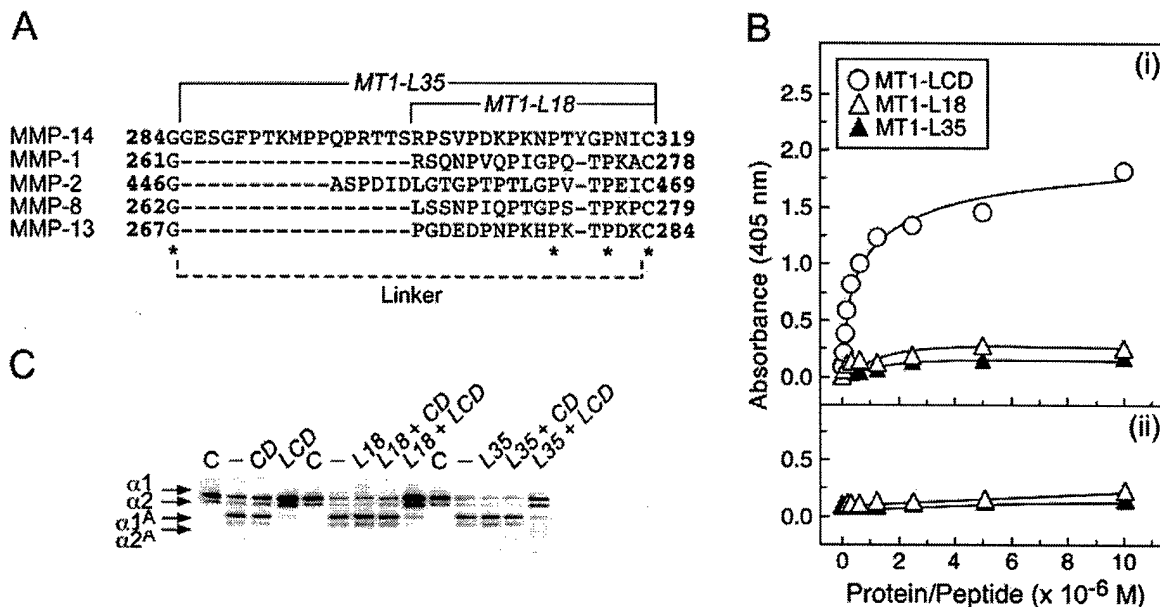 A
MT1-L35
MT1-L18
MMP-14 284GGESGFPTKMPPQPRTTSRPSVPDKPKNPTYGPNIC319
MMP-1 261G-----------------RSQNPVQPIGPQ-TPKAC278
MMP-2 446G-----------ASPDIDLGTGPTPTLGPV-TPEIC469
MMP-8 262G-----------------LSSNPIQPTGPS-TPKPC279
MMP-13 267G-----------------PGDEDPNPKHPK-TPDKC284
* * * *
Linker
B
(i)
MT1-LCD
MT1-L18
MT1-L35
2.5
2.0
1.5
1.0
0.5
0.0
Absorbance (405 nm)
(ii)
0.5
0.0
0 2 4 6 8 10
Protein/Peptide (x 10⁻⁶ M)
C
C – CD LCD C – L18 L18 + CD L18 + LCD C – L35 L35 + CD L35 + LCD
α1
α2
α1ᴬ
α2ᴬ